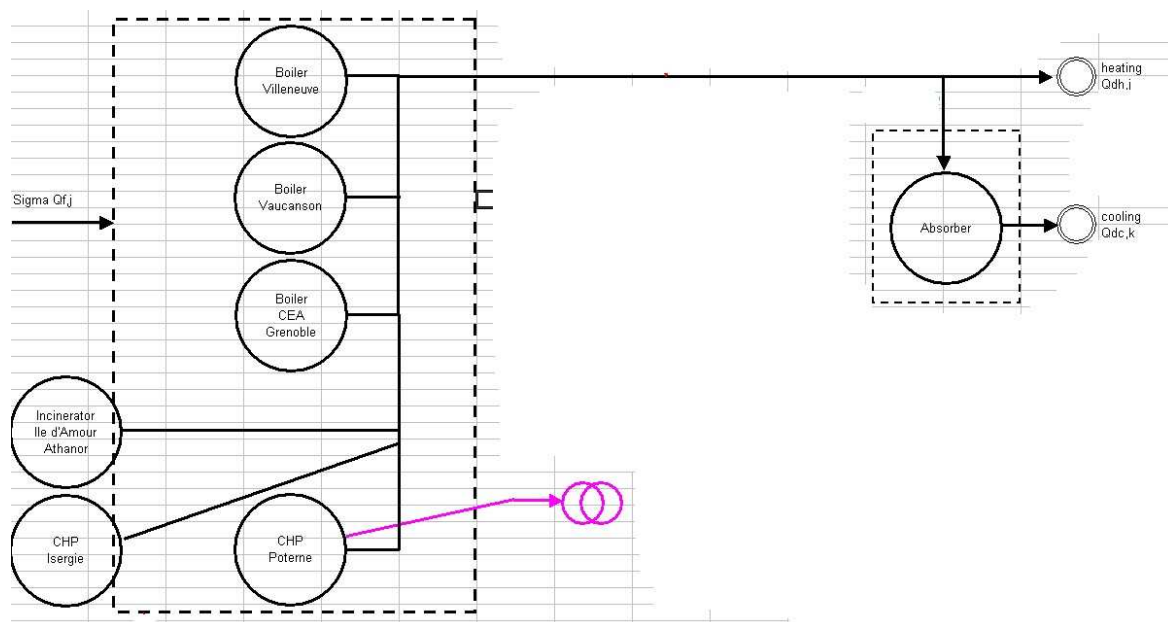 Boiler
Villeneuve
heating
Qdh,i
Boiler
Vaucanson
Sigma Qf,j
Absorber
cooling
Qdc,k
Boiler
CEA
Grenoble
Incinerator
Ile d'Amour
Athanor
CHP
Isergie
CHP
Poterne